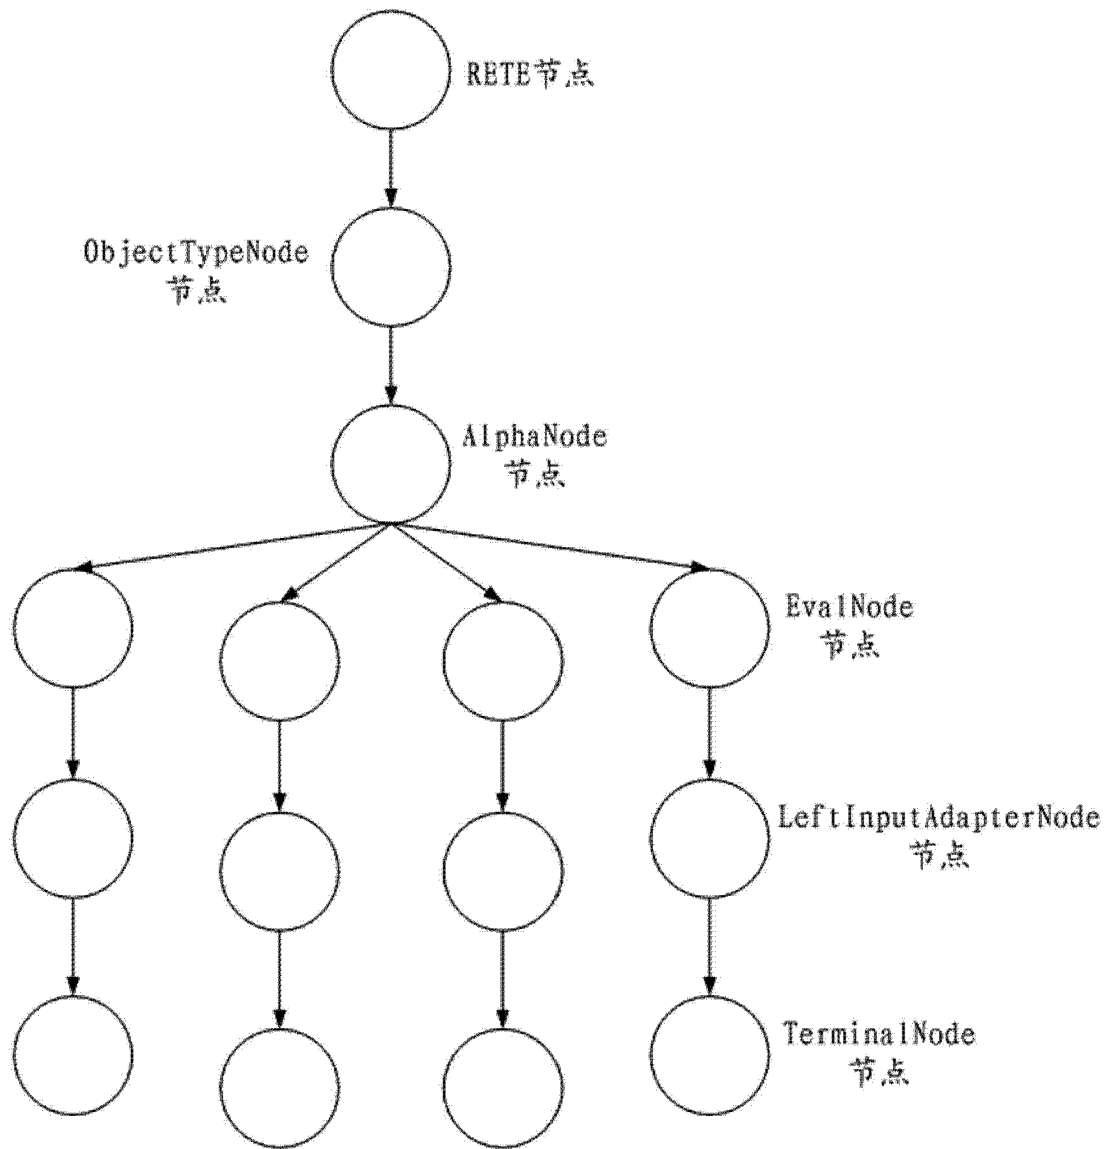 RETE节点
ObjectTypeNode
节点
AlphaNode
节点
EvalNode
节点
LeftInputAdapterNode
节点
TerminalNode
节点